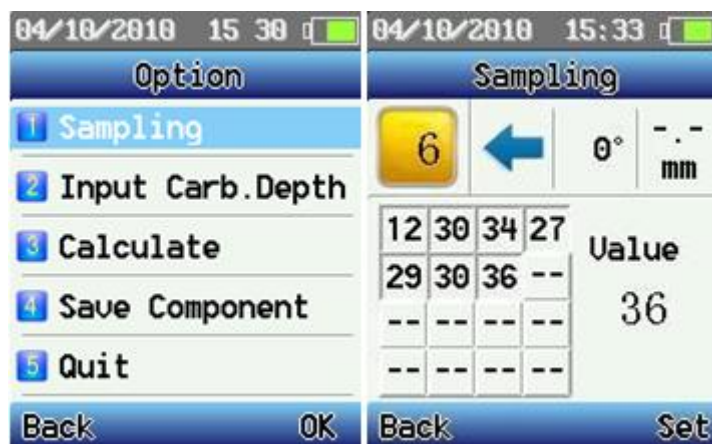 04/10/2010 15 30
Option
1 Sampling
2 Input Carb.Depth
3 Calculate
4 Save Component
5 Quit
Back OK
04/10/2010 15:33
Sampling
6 0° -.- mm
12 30 34 27
29 30 36 --
-- -- -- --
-- -- -- --
Value
36
Back Set